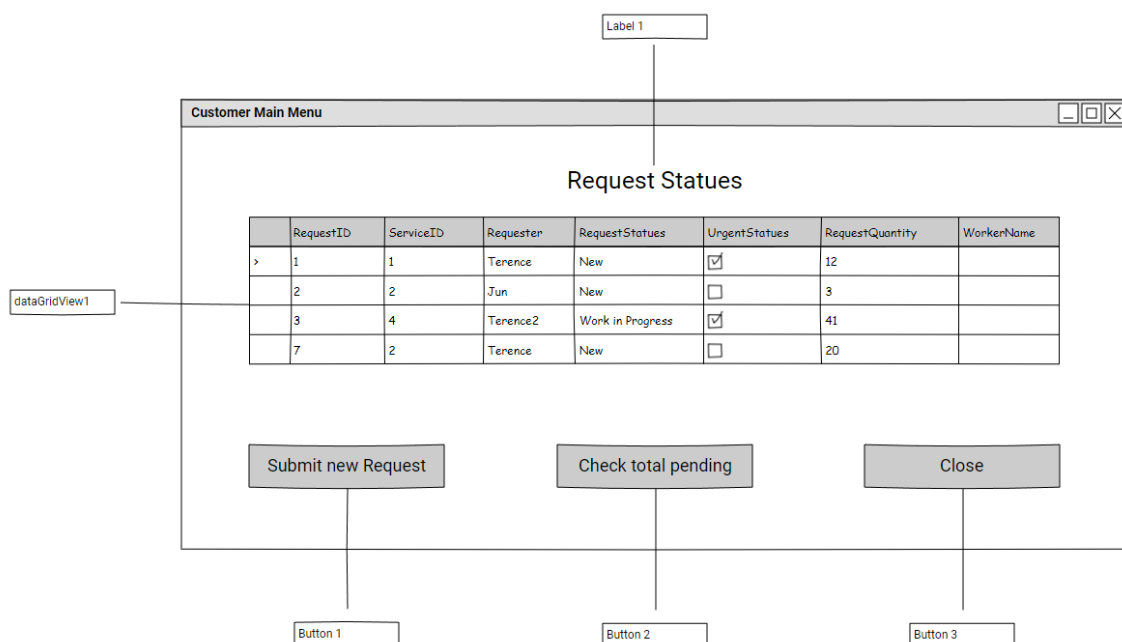 Label 1
Customer Main Menu
Request Statues
RequestID ServiceID Requester RequestStatues UrgentStatues RequestQuantity WorkerName
> 1 1 Terence New 12
2 2 Jun New 3
dataGridView1
3 4 Terence2 Work in Progress 41
7 2 Terence New 20
Submit new Request Check total pending Close
Button 1 Button 2 Button 3